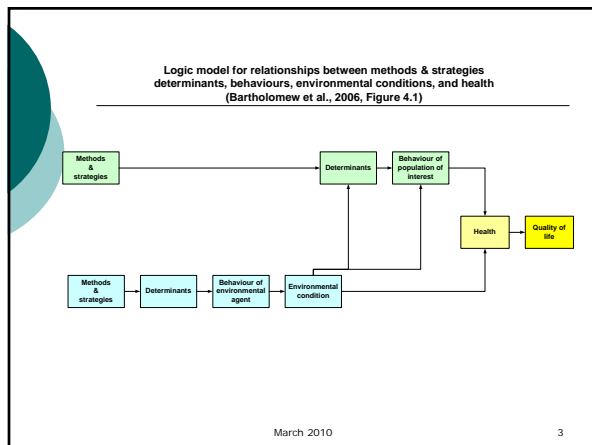 Logic model for relationships between methods & strategies
determinants, behaviours, environmental conditions, and health
(Bartholomew et al., 2006, Figure 4.1)
Methods
&
strategies
Determinants
Behaviour of
population of
interest
Health
Quality of
life
Methods
&
strategies
Determinants
Behaviour of
environmental
agent
Environmental
condition
March 2010
3